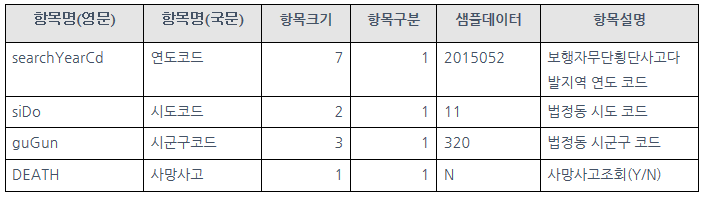 항목명(영문) 항목명(국문) 항목크기 항목구분 샘플데이터 항목설명
searchYearCd 연도코드 7 1 2015052 보행자무단횡단사고다
발지역 연도 코드
siDo 시도코드 2 1 11 법정동 시도 코드
guGun 시군구코드 3 1 320 법정동 시군구 코드
DEATH 사망사고 1 1 N 사망사고조회(Y/N)